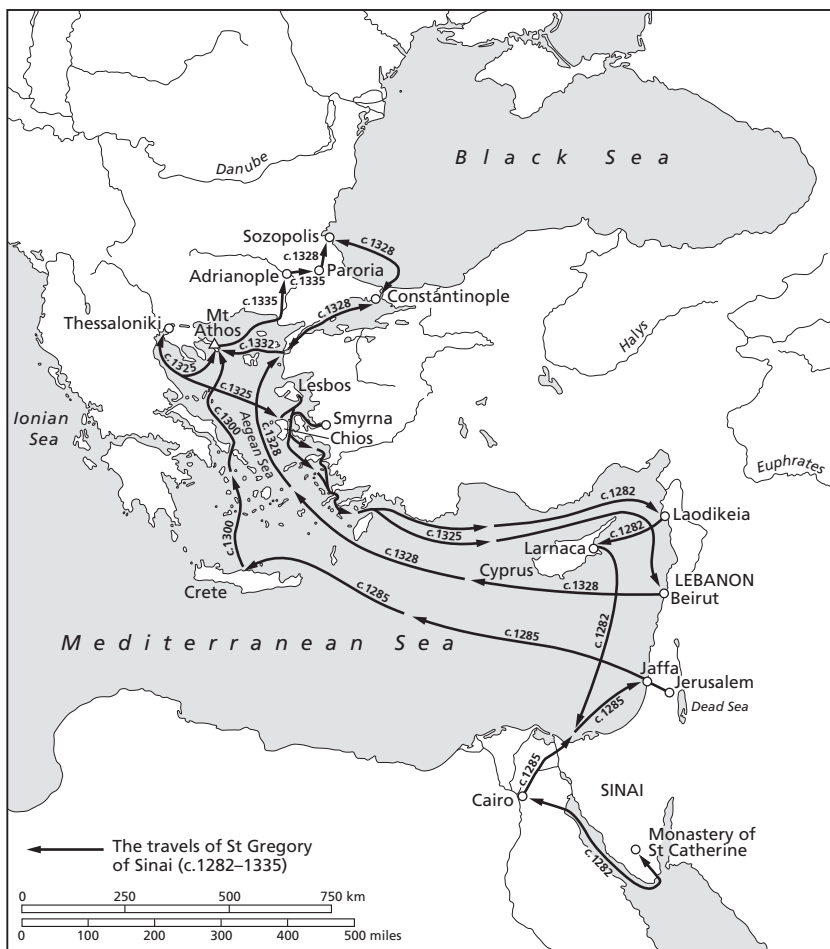 Danube
Black Sea
Sozopolis
c.1328
c.1328
Adrianople
Paroria
c.1335
c.1335
Constantinople
c.1328
Thessaloniki
Mt
Athos
c.1332
c.1325
Halys
Lesbos
c.1325
Smyrna
Chios
Ionian
Sea
c.1300
Aegean Sea
c.1328
Euphrates
c.1282
Laodikeia
c.1325
c.1282
Larnaca
c.1300
c.1328
Cyprus
c.1328
LEBANON
Beirut
Crete
c.1285
c.1282
Mediterranean Sea
c.1285
Jaffa
Jerusalem
c.1285
Dead Sea
c.1285
Cairo
SINAI
Monastery of
St Catherine
c.1282
The travels of St Gregory
of Sinai (c.1282–1335)
0 250 500 750 km
0 100 200 300 400 500 miles